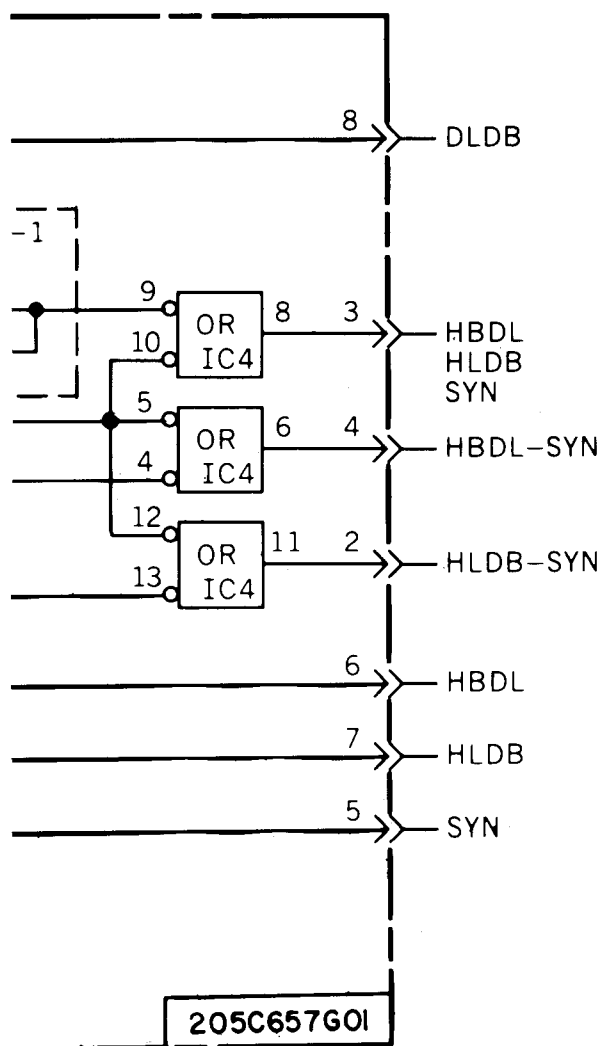 8 DLDB
-1
9 OR IC4 8 3 HBDL
10 HLDB
SYN
5 OR IC4 6 4 HBDL-SYN
4
12 OR IC4 11 2 HLDB-SYN
13
6 HBDL
7 HLDB
5 SYN
205C657G01